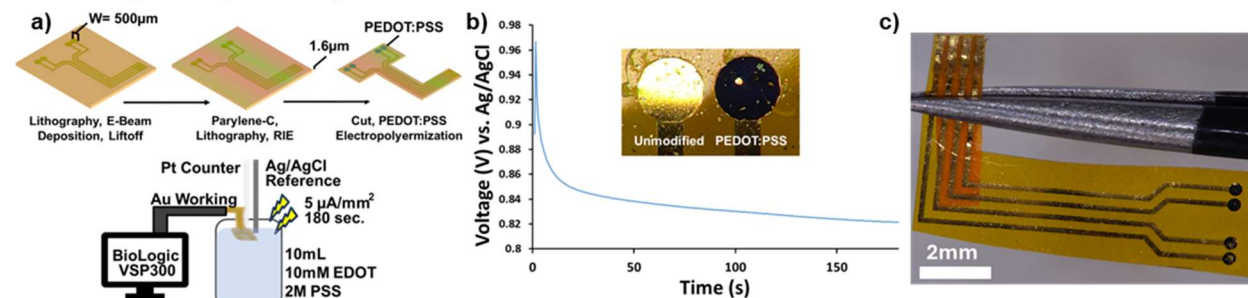 a)
W= 500μm
PEDOT:PSS
1.6μm
Lithography, E-Beam
Deposition, Liftoff
Parylene-C,
Lithography, RIE
Cut, PEDOT:PSS
Electropolyermization
Pt Counter
Ag/AgCl
Reference
Au Working
5 μA/mm²
180 sec.
BioLogic
VSP300
10mL
10mM EDOT
2M PSS
b)
Voltage (V) vs. Ag/AgCl
0.98
0.96
0.94
0.92
0.9
0.88
0.86
0.84
0.82
0.8
Unmodified
PEDOT:PSS
0
50
100
150
Time (s)
c)
2mm